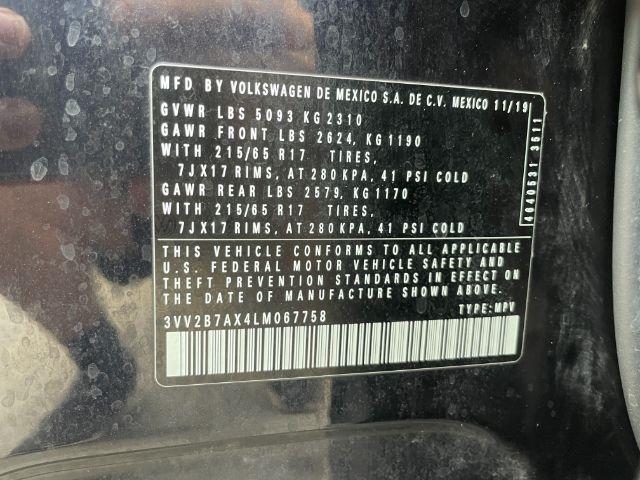 MFD BY VOLKSWAGEN DE MEXICO S.A. DE C.V. MEXICO 11/19
GVWR LBS 5093 KG 2310
GAWR FRONT LBS 2624, KG 1190
WITH 215/65 R17 TIRES,
7JX17 RIMS, AT 280 KPA, 41 PSI COLD
GAWR REAR LBS 2579, KG 1170
WITH 215/65 R17 TIRES,
7JX17 RIMS, AT 280 KPA, 41 PSI COLD
THIS VEHICLE CONFORMS TO ALL APPLICABLE
U.S. FEDERAL MOTOR VEHICLE SAFETY AND
THEFT PREVENTION STANDARDS IN EFFECT ON
THE DATE OF MANUFACTURE SHOWN ABOVE.
3VV2B7AX4LM067758 TYPE: MPV
4040531 3511